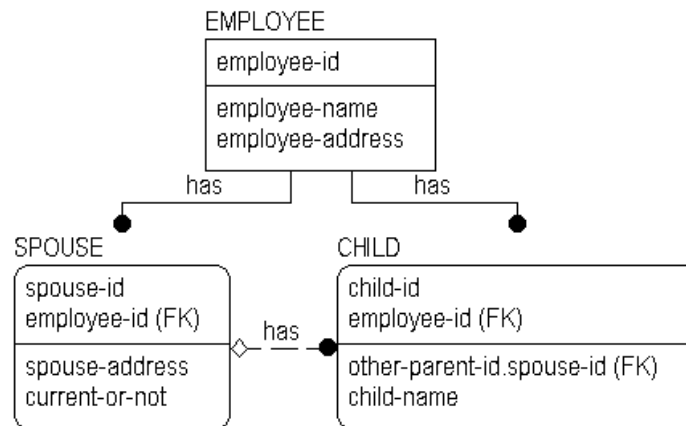 EMPLOYEE
employee-id
employee-name
employee-address
has
has
SPOUSE
spouse-id
employee-id (FK)
spouse-address
current-or-not
has
CHILD
child-id
employee-id (FK)
other-parent-id.spouse-id (FK)
child-name